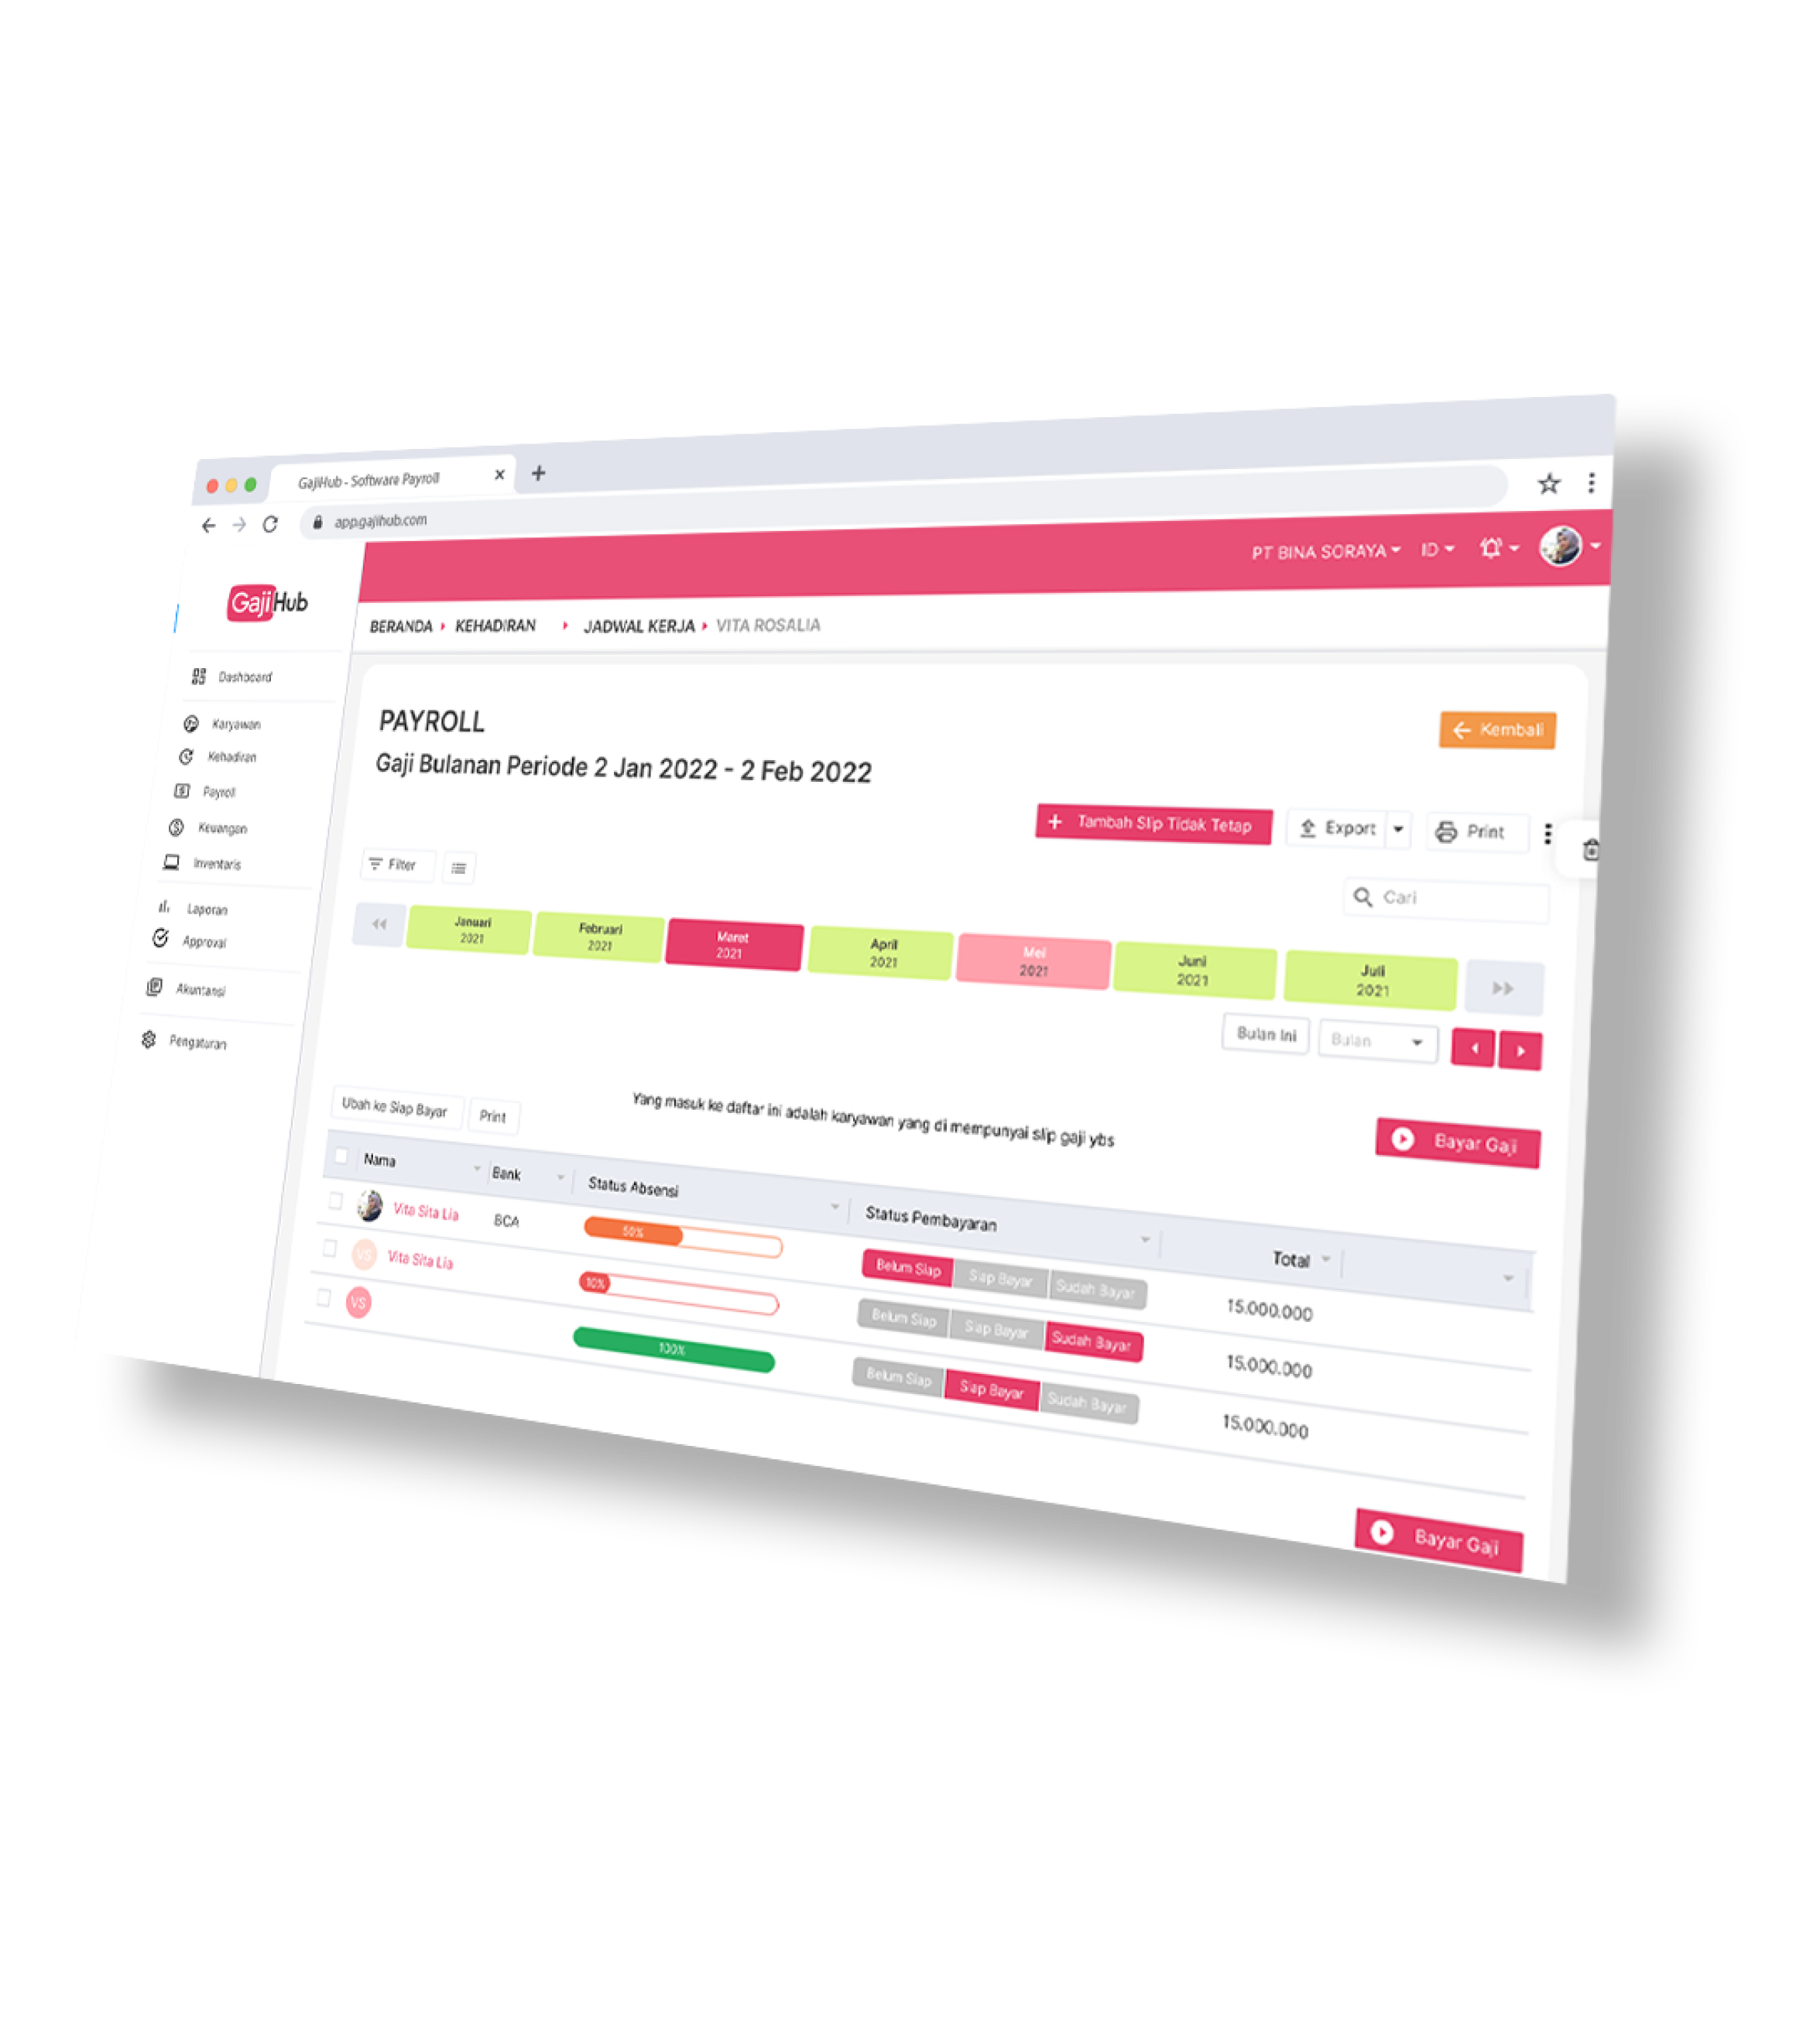 GajiHub - Software Payroll
app.gajihub.com
PT BINA SORAYA ID
GajiHub
BERANDA KEHADIRAN JADWAL KERJA VITA ROSALIA
Dashboard
Karyawan
Kehadiran
Payroll
Keuangan
Inventaris
Laporan
Approval
Akuntansi
Pengaturan
PAYROLL
Kembali
Gaji Bulanan Periode 2 Jan 2022 - 2 Feb 2022
+ Tambah Slip Tidak Tetap Export Print
Filter
Cari
Januari 2021
Februari 2021
Maret 2021
April 2021
Mei 2021
Juni 2021
Juli 2021
Bulan Ini Bulan
Ubah ke Siap Bayar Print
Yang masuk ke daftar ini adalah karyawan yang di mempunyai slip gaji ybs
Bayar Gaji
Nama Bank Status Absensi Status Pembayaran Total
Vita Sita Lia BCA 50% Belum Siap Siap Bayar Sudah Bayar 15.000.000
VS Vita Sita Lia 10% Belum Siap Siap Bayar Sudah Bayar 15.000.000
VS 100% Belum Siap Siap Bayar Sudah Bayar 15.000.000
Bayar Gaji